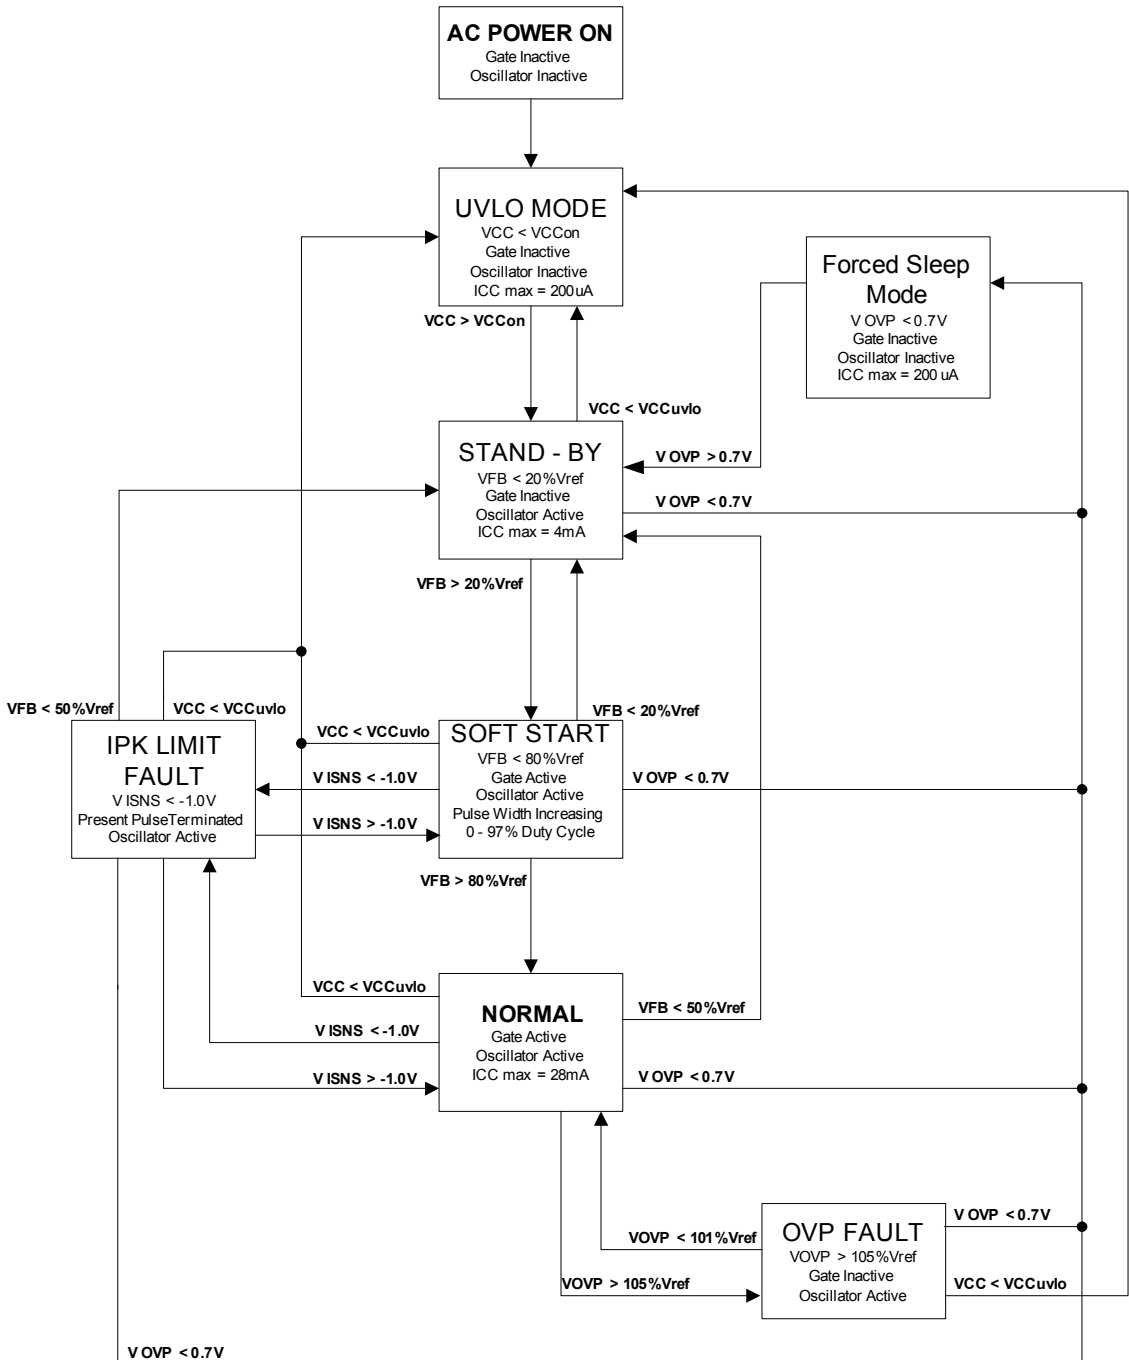 AC POWER ON
Gate Inactive
Oscillator Inactive
UVLO MODE
VCC < VCCon
Gate Inactive
Oscillator Inactive
ICC max = 200uA
Forced Sleep
Mode
V OVP < 0.7V
Gate Inactive
Oscillator Inactive
ICC max = 200 uA
VCC > VCCon
VCC < VCCuvlo
STAND - BY
VFB < 20%Vref
Gate Inactive
Oscillator Active
ICC max = 4mA
V OVP > 0.7V
V OVP < 0.7V
VFB > 20%Vref
VFB < 20%Vref
VFB < 50%Vref
VCC < VCCuvlo
IPK LIMIT
FAULT
V ISNS < -1.0V
Present PulseTerminated
Oscillator Active
VCC < VCCuvlo
V ISNS < -1.0V
V ISNS > -1.0V
SOFT START
VFB < 80%Vref
Gate Active
Oscillator Active
Pulse Width Increasing
0 - 97% Duty Cycle
V OVP < 0.7V
VFB > 80%Vref
VCC < VCCuvlo
V ISNS < -1.0V
V ISNS > -1.0V
NORMAL
Gate Active
Oscillator Active
ICC max = 28mA
VFB < 50%Vref
V OVP < 0.7V
VOVP < 101%Vref
VOVP > 105%Vref
OVP FAULT
VOVP > 105%Vref
Gate Inactive
Oscillator Active
V OVP < 0.7V
VCC < VCCuvlo
V OVP < 0.7V